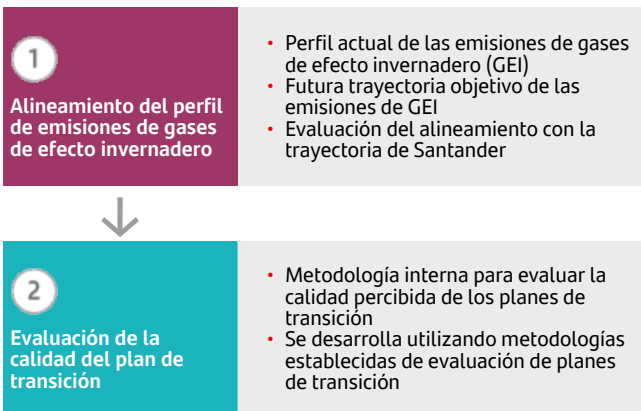 1
Alineamiento del perfil
de emisiones de gases
de efecto invernadero
• Perfil actual de las emisiones de gases
de efecto invernadero (GEI)
• Futura trayectoria objetivo de las
emisiones de GEI
• Evaluación del alineamiento con la
trayectoria de Santander
2
Evaluación de la
calidad del plan de
transición
• Metodología interna para evaluar la
calidad percibida de los planes de
transición
• Se desarrolla utilizando metodologías
establecidas de evaluación de planes
de transición